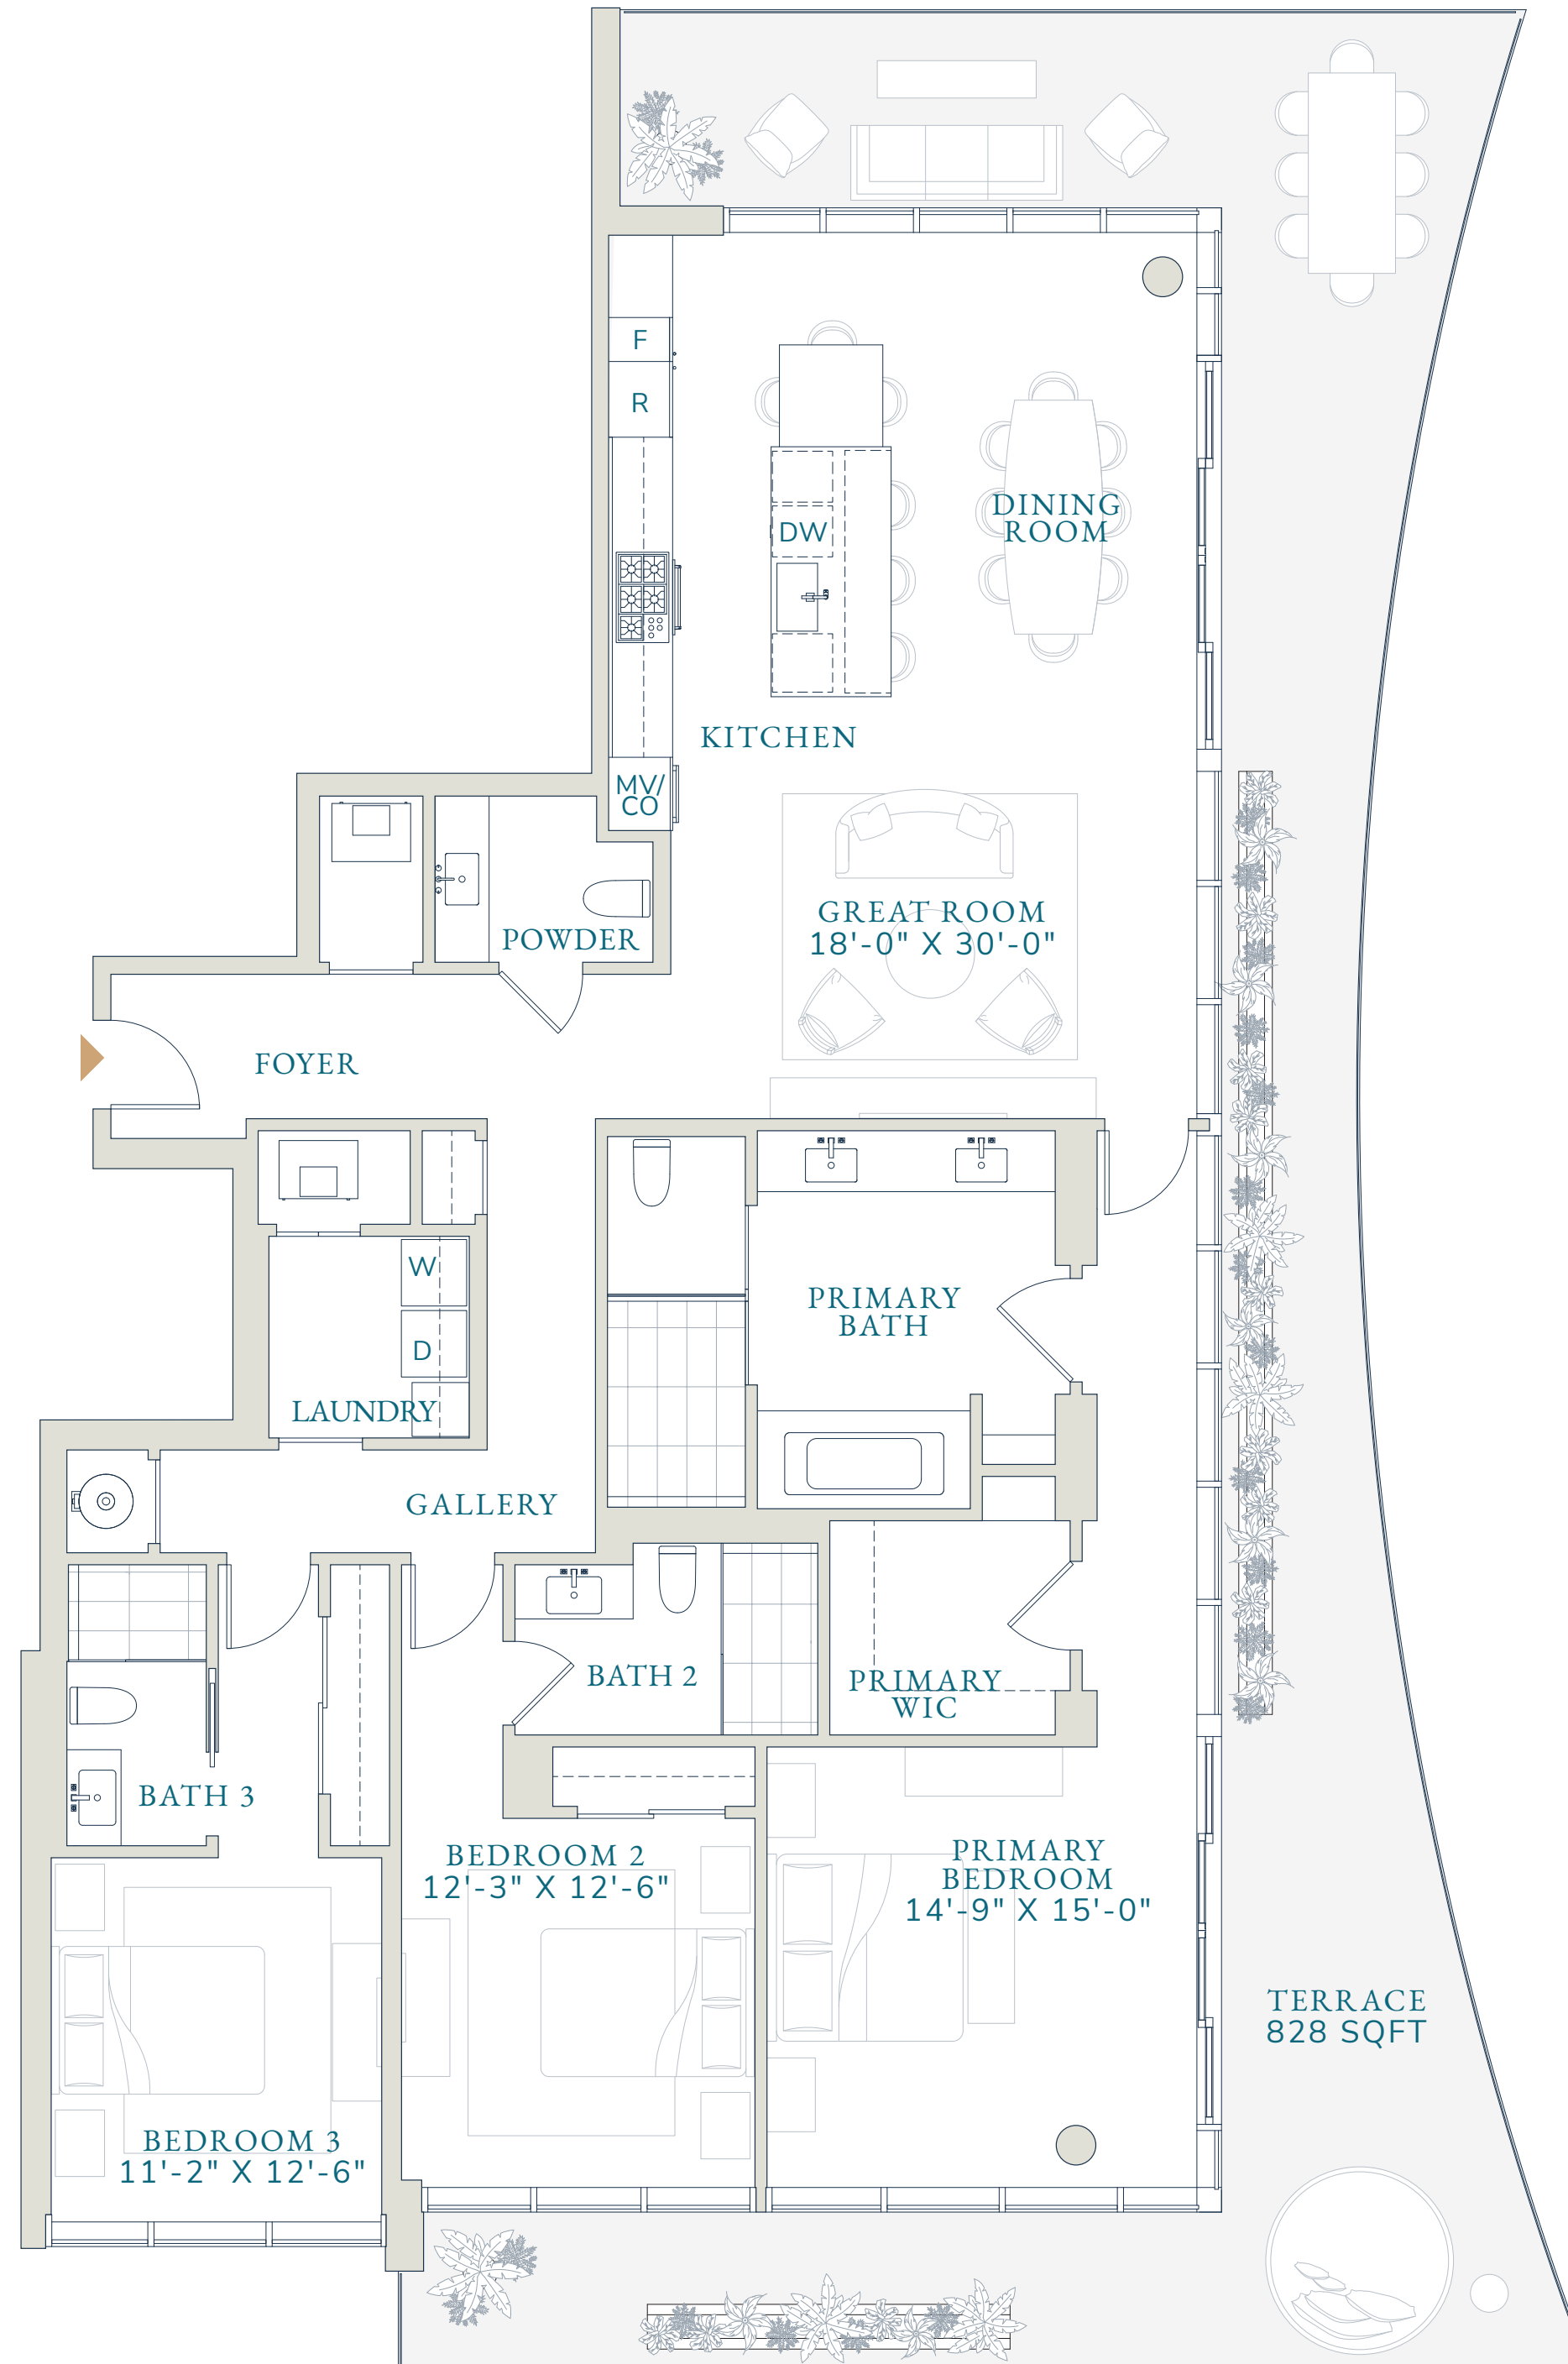 F
R
DW
DINING
ROOM
KITCHEN
MV/
CO
GREAT ROOM
18'-0" X 30'-0"
POWDER
FOYER
W
D
LAUNDRY
PRIMARY
BATH
GALLERY
BATH 2
PRIMARY
WIC
BATH 3
BEDROOM 2
12'-3" X 12'-6"
PRIMARY
BEDROOM
14'-9" X 15'-0"
TERRACE
828 SQFT
BEDROOM 3
11'-2" X 12'-6"